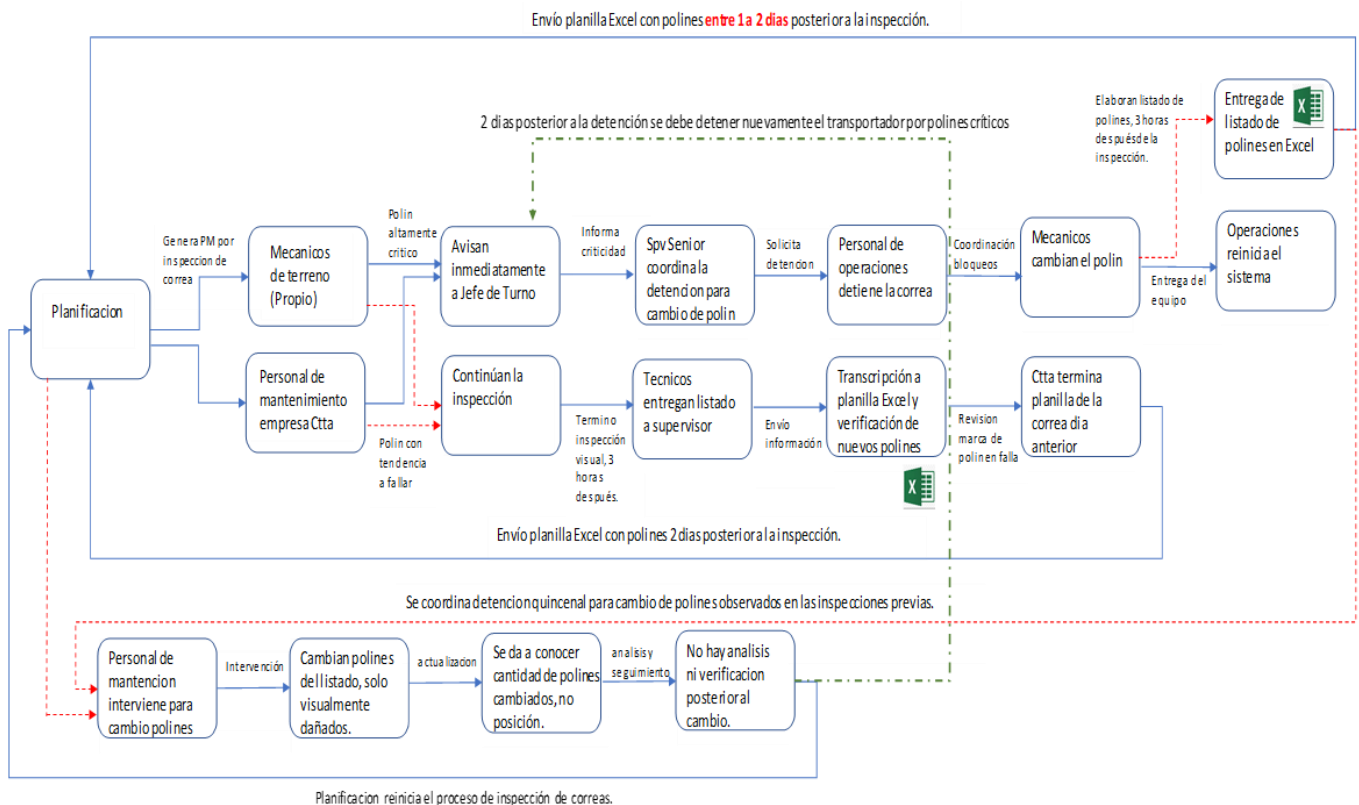 Envío planilla Excel con polines entre 1 a 2 dias posterior a la inspección.
Elaboran listado de
polines, 3 horas
después de la
inspección.
Entrega de
listado de
polines en Excel
2 dias posterior a la detención se debe detener nuevamente el transportador por polines críticos
Genera PM por
inspeccion de
correa
Mecanicos
de terreno
(Propio)
Polin
altamente
critico
Avisan
inmediatamente
a Jefe de Turno
Informa
criticidad
Spv Senior
coordina la
detencion para
cambio de polin
Solicita
detencion
Personal de
operaciones
detiene la correa
Coordinación
bloqueos
Mecanicos
cambian el polin
Entrega del
equipo
Operaciones
reinicia el
sistema
Planificacion
Personal de
mantenimiento
empresa Ctta
Polin con
tendencia
a fallar
Continúan la
inspección
Termino
inspección
visual, 3
horas
después.
Tecnicos
entregan listado
a supervisor
Envío
información
Transcripción a
planilla Excel y
verificación de
nuevos polines
Revision
marca de
polin en falla
Ctta termina
planilla de la
correa dia
anterior
Envío planilla Excel con polines 2 dias posterior a la inspección.
Se coordina detencion quincenal para cambio de polines observados en las inspecciones previas.
Personal de
mantencion
interviene para
cambio polines
Intervención
Cambian polines
del listado, solo
visualmente
dañados.
actualizacion
Se da a conocer
cantidad de polines
cambiados, no
posición.
analisis y
seguimiento
No hay analisis
ni verificacion
posterior al
cambio.
Planificacion reinicia el proceso de inspección de correas.